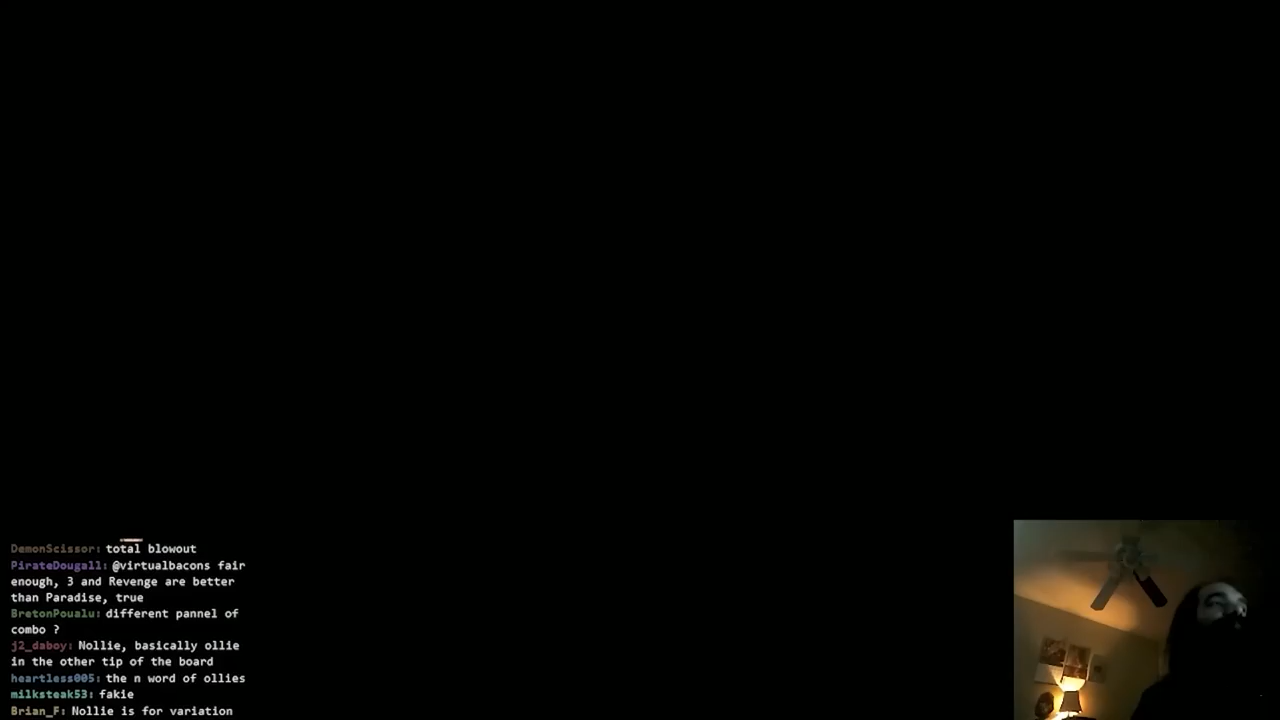 DemonScissor: total blowout
PirateDougall: @virtualbacons fair
enough, 3 and Revenge are better
than Paradise, true
BretonPoualu: different pannel of
combo ?
j2_daboy: Nollie, basically ollie
in the other tip of the board
heartless005: the n word of ollies
milksteak53: fakie
Brian_F: Nollie is for variation